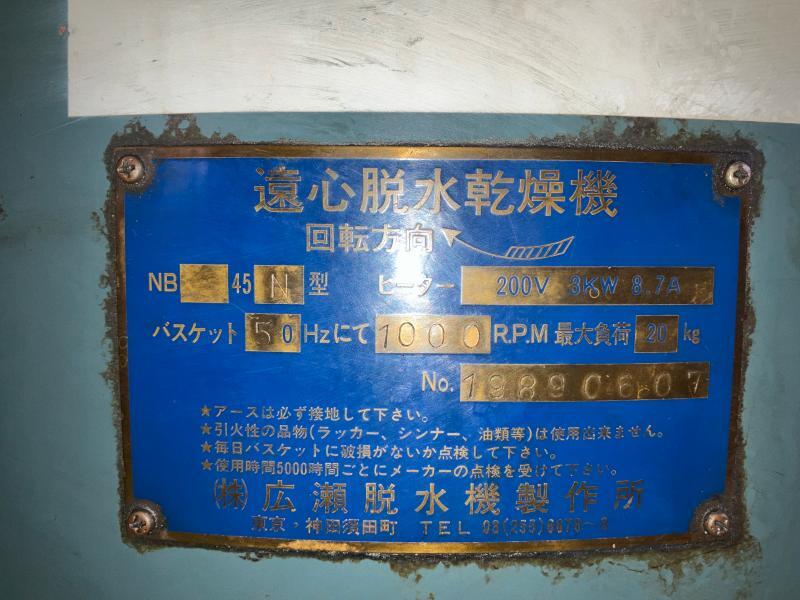 遠心脱水乾燥機
回転方向
NB 45 N 型 ヒーター 200V 3KW 8.7A
バスケット 50Hzにて 1000 R.P.M 最大負荷 20 kg
No. 19890607
★アースは必ず接地して下さい。
★引火性の品物(ラッカー、シンナー、油類等)は使用出来ません。
★毎日バスケットに破損がないか点検して下さい。
★使用時間5000時間ごとにメーカーの点検を受けて下さい。
(株)広瀬脱水機製作所
東京・神田須田町 TEL